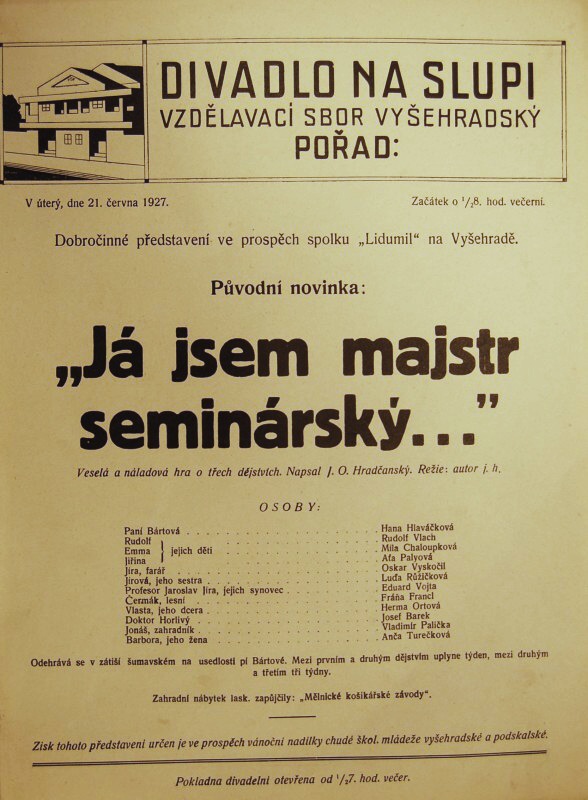 DIVADLO NA SLUPI
VZDĚLAVACÍ SBOR VYŠEHRADSKÝ
POŘAD:
V úterý, dne 21. června 1927.
Začátek o 1/28. hod. večerní.
Dobročinné představení ve prospěch spolku „Lidumil“ na Vyšehradě.
Původní novinka:
„Já jsem majstr
seminárský...”
Veselá a náladová hra o třech dějstvích. Napsal J. O. Hradčanský. Režie: autor j. h.
OSOBY:
Paní Bártová . . . . . . . . . . Hana Hlaváčková
Rudolf } jejich děti . . . . . . . . . . Rudolf Vlach
Emma } jejich děti . . . . . . . . . . Míla Chaloupková
Jiřina } jejich děti . . . . . . . . . . Aťa Palyová
Jíra, farář . . . . . . . . . . Oskar Vyskočil
Jírová, jeho sestra . . . . . . . . . . Luďa Růžičková
Profesor Jaroslav Jíra, jejich synovec . . . . . . . . . . Eduard Vojta
Čermák, lesní . . . . . . . . . . Fráňa Francl
Vlasta, jeho dcera . . . . . . . . . . Herma Ortová
Doktor Horlivý . . . . . . . . . . Josef Barek
Jonáš, zahradník . . . . . . . . . . Vladimír Palička
Barbora, jeho žena . . . . . . . . . . Anča Turečková
Odehrává se v zátiší šumavském na usedlosti pí Bártové. Mezi prvním a druhým dějstvím uplyne týden, mezi druhým
a třetím tři týdny.
Zahradní nábytek lask. zapůjčily: „Mělnické košikářské závody“.
Zisk tohoto představení určen je ve prospěch vánoční nadílky chudé škol. mládeže vyšehradské a podskalské.
Pokladna divadelní otevřena od 1/27. hod. večer.